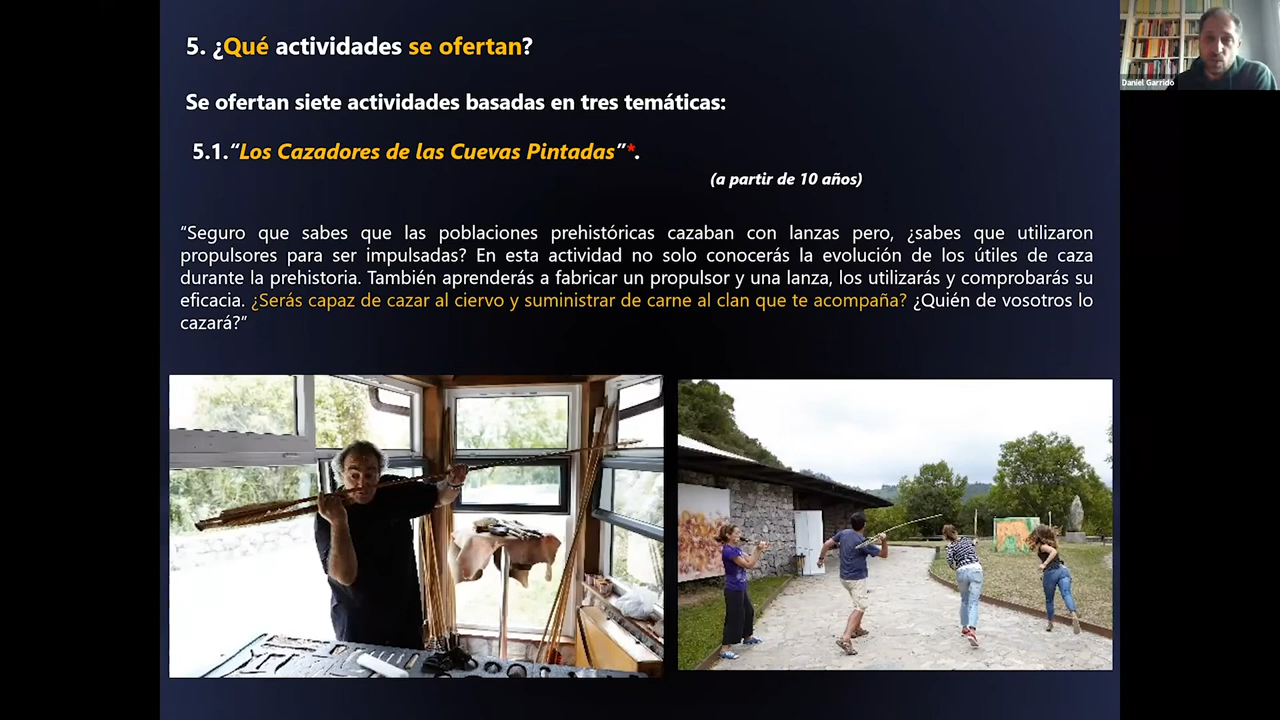 5. ¿Qué actividades se ofertan?
Se ofertan siete actividades basadas en tres temáticas:
5.1.“Los Cazadores de las Cuevas Pintadas”*.
(a partir de 10 años)
“Seguro que sabes que las poblaciones prehistóricas cazaban con lanzas pero, ¿sabes que utilizaron
propulsores para ser impulsadas? En esta actividad no solo conocerás la evolución de los útiles de caza
durante la prehistoria. También aprenderás a fabricar un propulsor y una lanza, los utilizarás y comprobarás su
eficacia. ¿Serás capaz de cazar al ciervo y suministrar de carne al clan que te acompaña? ¿Quién de vosotros lo
cazará?”
Daniel Garrido